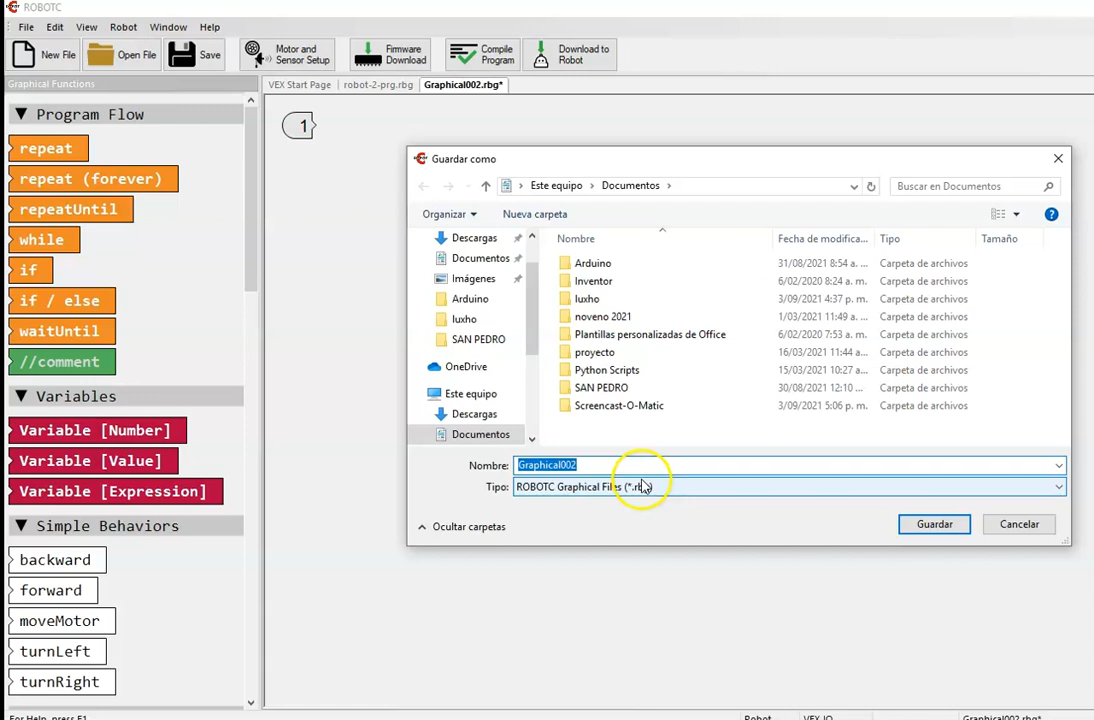 ROBOTC
File Edit View Robot Window Help
New File Open File Save Motor and Sensor Setup Firmware Download Compile Program Download to Robot
Graphical Functions VEX Start Page robot-2-prg.rbg Graphical002.rbg*
▼ Program Flow
1
repeat
repeat (forever)
repeatUntil
while
if
if / else
waitUntil
//comment
▼ Variables
Variable [Number]
Variable [Value]
Variable [Expression]
▼ Simple Behaviors
backward
forward
moveMotor
turnLeft
turnRight
Guardar como
Este equipo > Documentos >
Buscar en Documentos
Organizar ▾ Nueva carpeta
Descargas
Documentos
Imágenes
Arduino
luxho
SAN PEDRO
OneDrive
Este equipo
Descargas
Documentos
Nombre Fecha de modifica... Tipo Tamaño
Arduino 31/08/2021 8:54 a. ... Carpeta de archivos
Inventor 6/02/2020 8:24 a. m. Carpeta de archivos
luxho 3/09/2021 4:37 p. m. Carpeta de archivos
noveno 2021 1/03/2021 11:49 a. ... Carpeta de archivos
Plantillas personalizadas de Office 6/02/2020 7:53 a. m. Carpeta de archivos
proyecto 16/03/2021 11:44 a... Carpeta de archivos
Python Scripts 15/03/2021 10:27 a... Carpeta de archivos
SAN PEDRO 30/08/2021 12:10 ... Carpeta de archivos
Screencast-O-Matic 3/09/2021 5:06 p. m. Carpeta de archivos
Nombre: Graphical002
Tipo: ROBOTC Graphical Files
Ocultar carpetas Guardar Cancelar
For Help, press F1 Robot VEX IQ Graphical002.rbg*